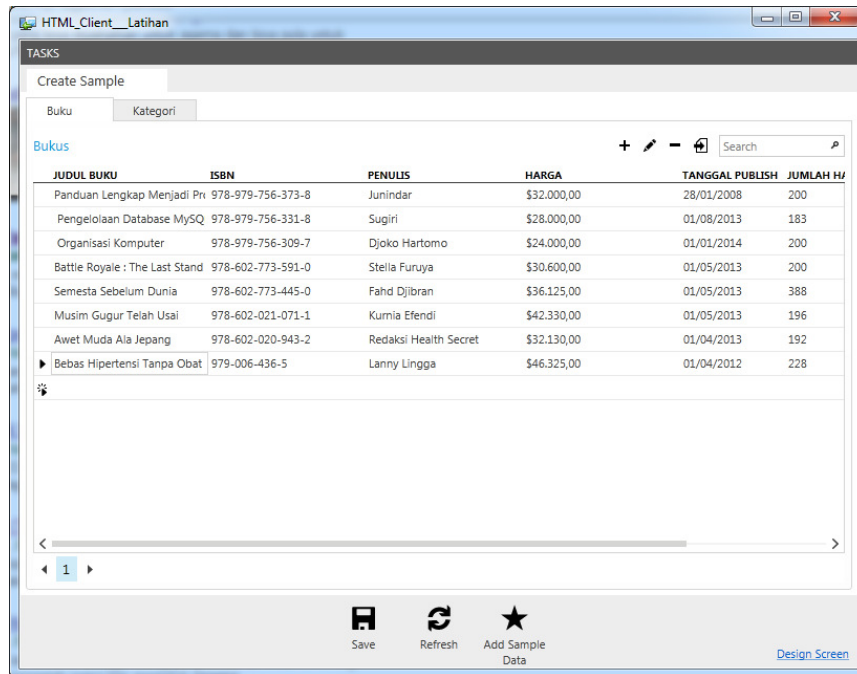 HTML_Client__Latihan
TASKS
Create Sample
Buku Kategori
Bukus Search
JUDUL BUKU ISBN PENULIS HARGA TANGGAL PUBLISH JUMLAH HA
Panduan Lengkap Menjadi Pro 978-979-756-373-8 Junindar $32.000,00 28/01/2008 200
Pengelolaan Database MySQ 978-979-756-331-8 Sugiri $28.000,00 01/08/2013 183
Organisasi Komputer 978-979-756-309-7 Djoko Hartomo $24.000,00 01/01/2014 200
Battle Royale : The Last Stand 978-602-773-591-0 Stella Furuya $30.600,00 01/05/2013 200
Semesta Sebelum Dunia 978-602-773-445-0 Fahd Djibran $36.125,00 01/05/2013 388
Musim Gugur Telah Usai 978-602-021-071-1 Kurnia Efendi $42.330,00 01/05/2013 196
Awet Muda Ala Jepang 978-602-020-943-2 Redaksi Health Secret $32.130,00 01/04/2013 192
Bebas Hipertensi Tanpa Obat 979-006-436-5 Lanny Lingga $46.325,00 01/04/2012 228
1
Save Refresh Add Sample
Data
Design Screen